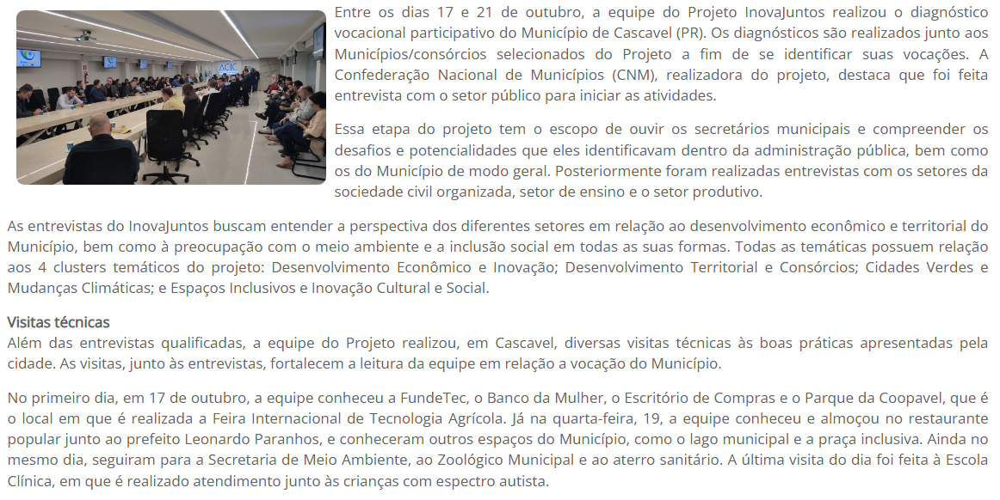 ACIC
Entre os dias 17 e 21 de outubro, a equipe do Projeto InovaJuntos realizou o diagnóstico
vocacional participativo do Município de Cascavel (PR). Os diagnósticos são realizados junto aos
Municípios/consórcios selecionados do Projeto a fim de se identificar suas vocações. A
Confederação Nacional de Municípios (CNM), realizadora do projeto, destaca que foi feita
entrevista com o setor público para iniciar as atividades.
Essa etapa do projeto tem o escopo de ouvir os secretários municipais e compreender os
desafios e potencialidades que eles identificavam dentro da administração pública, bem como
os do Município de modo geral. Posteriormente foram realizadas entrevistas com os setores da
sociedade civil organizada, setor de ensino e o setor produtivo.
As entrevistas do InovaJuntos buscam entender a perspectiva dos diferentes setores em relação ao desenvolvimento econômico e territorial do
Município, bem como à preocupação com o meio ambiente e a inclusão social em todas as suas formas. Todas as temáticas possuem relação
aos 4 clusters temáticos do projeto: Desenvolvimento Econômico e Inovação; Desenvolvimento Territorial e Consórcios; Cidades Verdes e
Mudanças Climáticas; e Espaços Inclusivos e Inovação Cultural e Social.
Visitas técnicas
Além das entrevistas qualificadas, a equipe do Projeto realizou, em Cascavel, diversas visitas técnicas às boas práticas apresentadas pela
cidade. As visitas, junto às entrevistas, fortalecem a leitura da equipe em relação a vocação do Município.
No primeiro dia, em 17 de outubro, a equipe conheceu a FundeTec, o Banco da Mulher, o Escritório de Compras e o Parque da Coopavel, que é
o local em que é realizada a Feira Internacional de Tecnologia Agrícola. Já na quarta-feira, 19, a equipe conheceu e almoçou no restaurante
popular junto ao prefeito Leonardo Paranhos, e conheceram outros espaços do Município, como o lago municipal e a praça inclusiva. Ainda no
mesmo dia, seguiram para a Secretaria de Meio Ambiente, ao Zoológico Municipal e ao aterro sanitário. A última visita do dia foi feita à Escola
Clínica, em que é realizado atendimento junto às crianças com espectro autista.